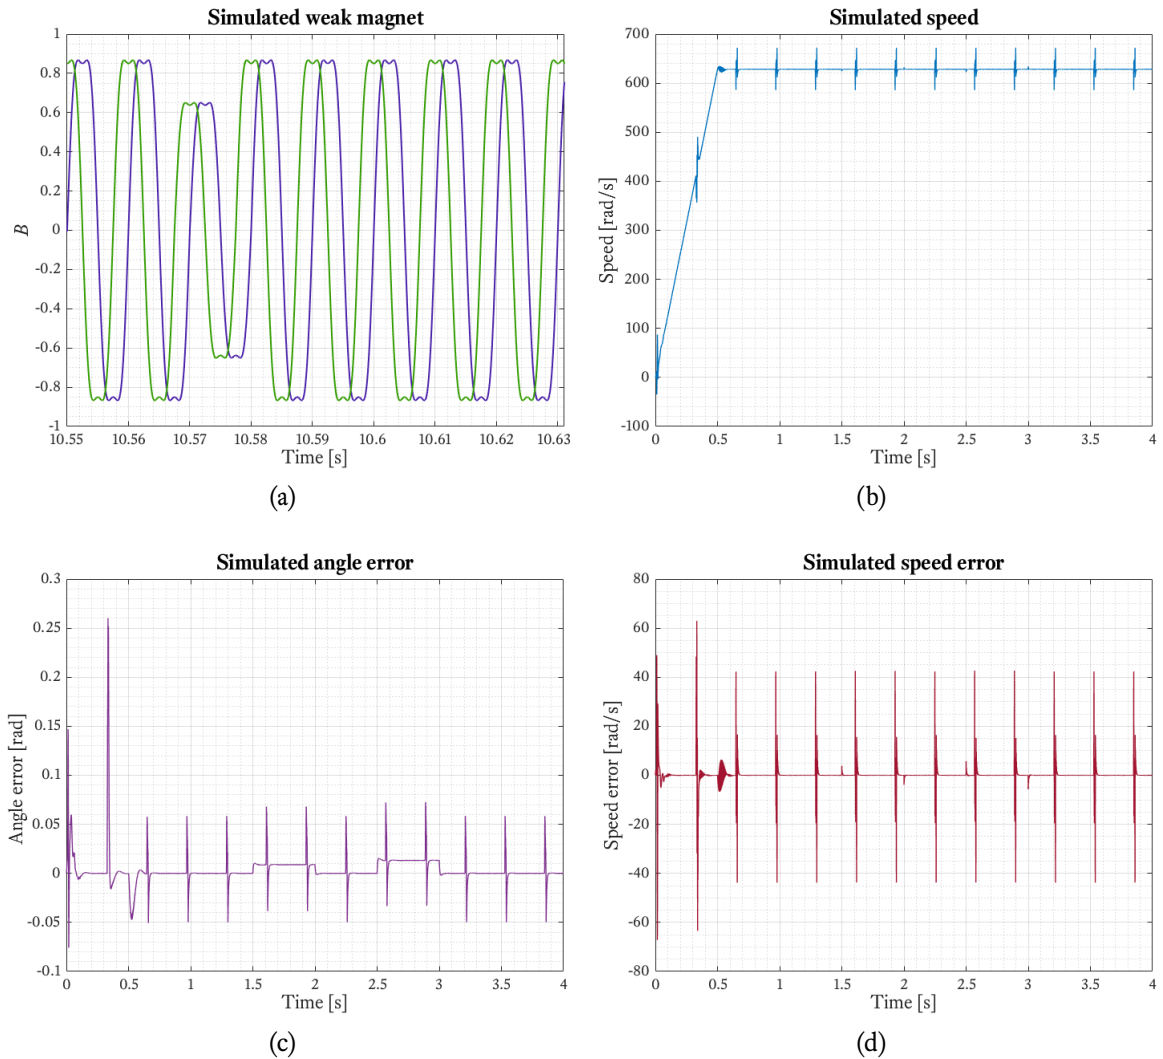 Simulated weak magnet
1
0.8
0.6
0.4
0.2
0
-0.2
-0.4
-0.6
-0.8
-1
B
10.55 10.56 10.57 10.58 10.59 10.6 10.61 10.62 10.63
Time [s]
(a)
Simulated speed
700
600
500
400
300
200
100
0
-100
Speed [rad/s]
0 0.5 1 1.5 2 2.5 3 3.5 4
Time [s]
(b)
Simulated angle error
0.3
0.25
0.2
0.15
0.1
0.05
0
-0.05
-0.1
Angle error [rad]
0 0.5 1 1.5 2 2.5 3 3.5 4
Time [s]
(c)
Simulated speed error
80
60
40
20
0
-20
-40
-60
-80
Speed error [rad/s]
0 0.5 1 1.5 2 2.5 3 3.5 4
Time [s]
(d)